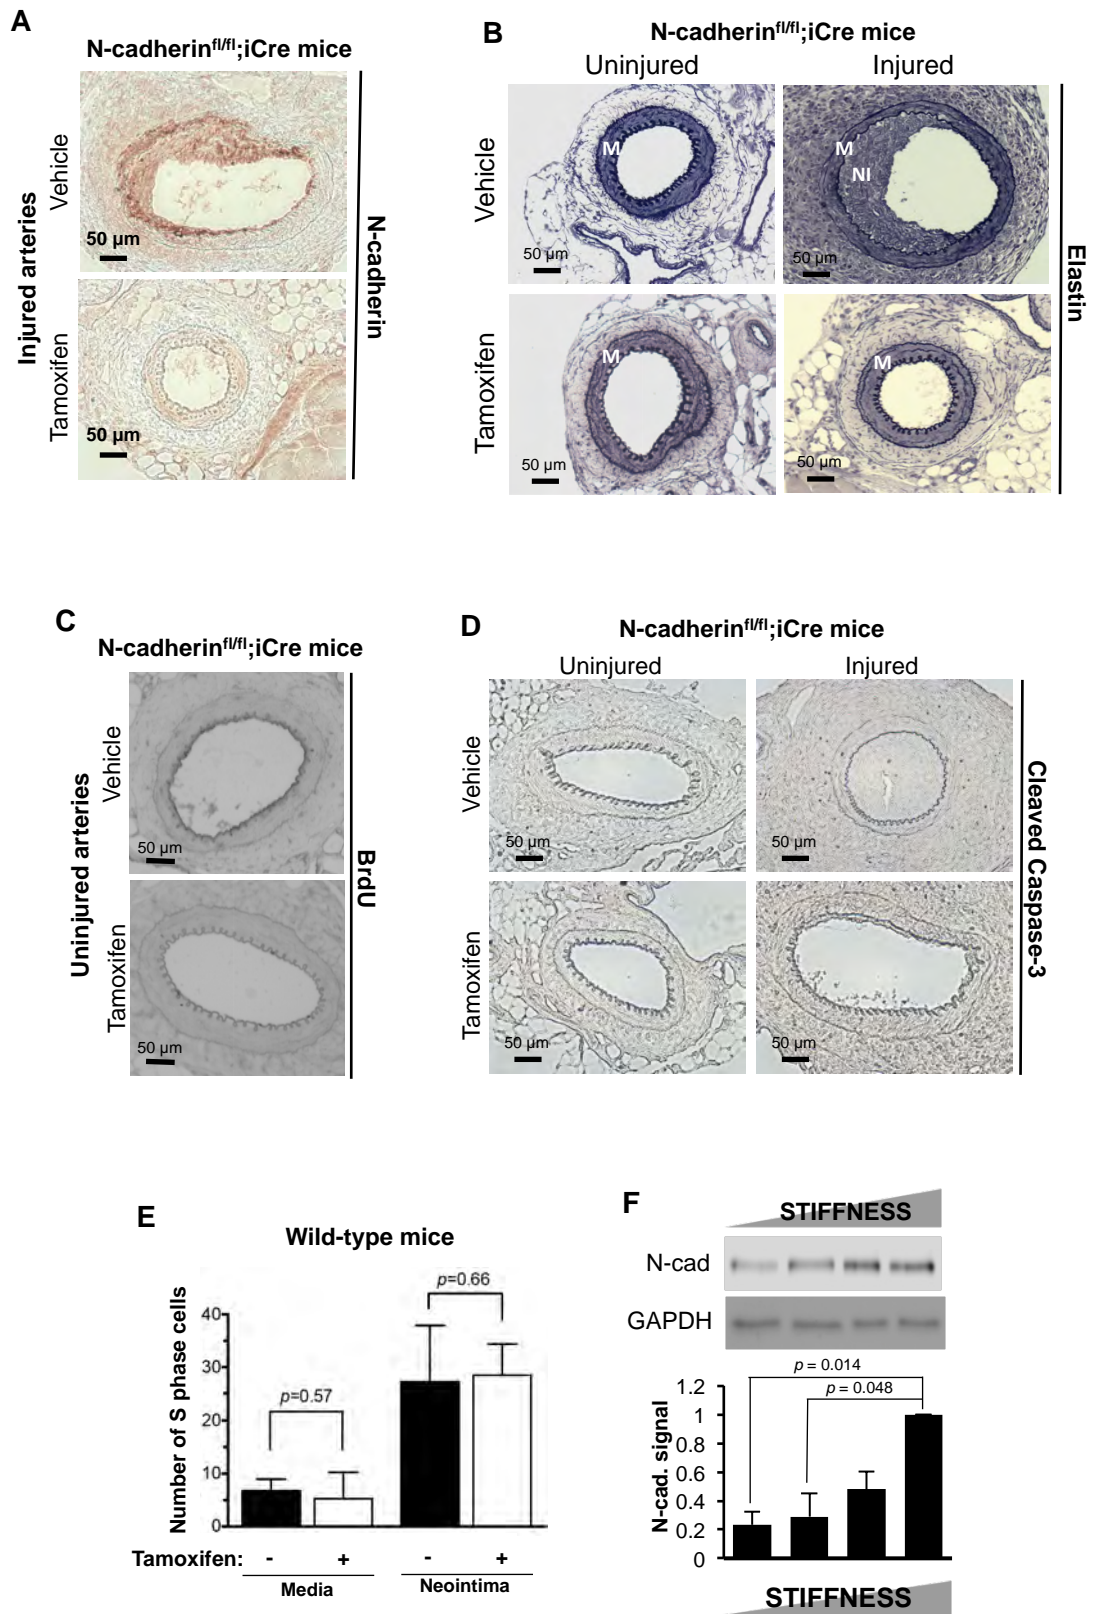 A
N-cadherinfl/fl;iCre mice
Injured arteries
Vehicle
50 µm
Tamoxifen
50 µm
N-cadherin
B
N-cadherinfl/fl;iCre mice
Uninjured
Injured
Vehicle
M
50 µm
M
NI
50 µm
Tamoxifen
M
50 µm
M
50 µm
Elastin
C
N-cadherinfl/fl;iCre mice
Uninjured arteries
Vehicle
50 µm
Tamoxifen
50 µm
BrdU
D
N-cadherinfl/fl;iCre mice
Uninjured
Injured
Vehicle
50 µm
50 µm
Tamoxifen
50 µm
50 µm
Cleaved Caspase-3
E
Wild-type mice
Number of S phase cells
40
30
20
10
0
p=0.57
p=0.66
Tamoxifen: - + - +
Media Neointima
F
STIFFNESS
N-cad
GAPDH
p = 0.014
p = 0.048
N-cad. signal
1.2
1
0.8
0.6
0.4
0.2
0
STIFFNESS